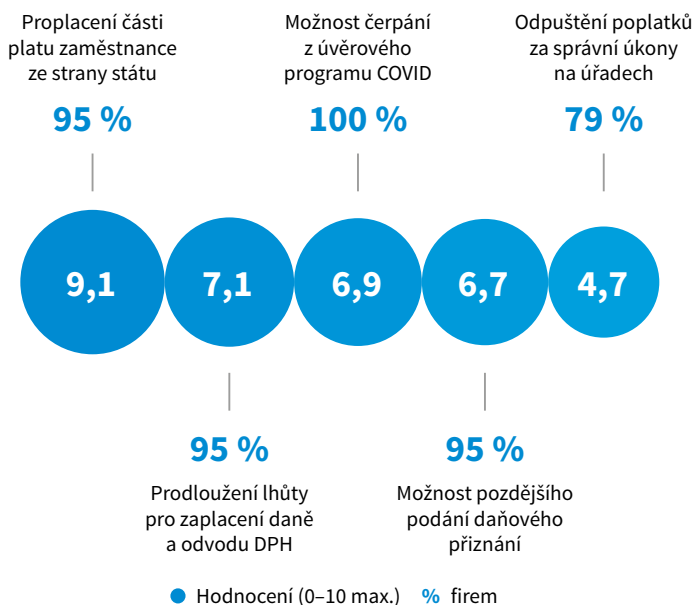 Proplacení části
platu zaměstnance
ze strany státu
95 %
Možnost čerpání
z úvěrového
programu COVID
100 %
Odpuštění poplatků
za správní úkony
na úřadech
79 %
9,1
7,1
6,9
6,7
4,7
95 %
Prodloužení lhůty
pro zaplacení daně
a odvodu DPH
95 %
Možnost pozdějšího
podání daňového
přiznání
Hodnocení (0–10 max.) % firem